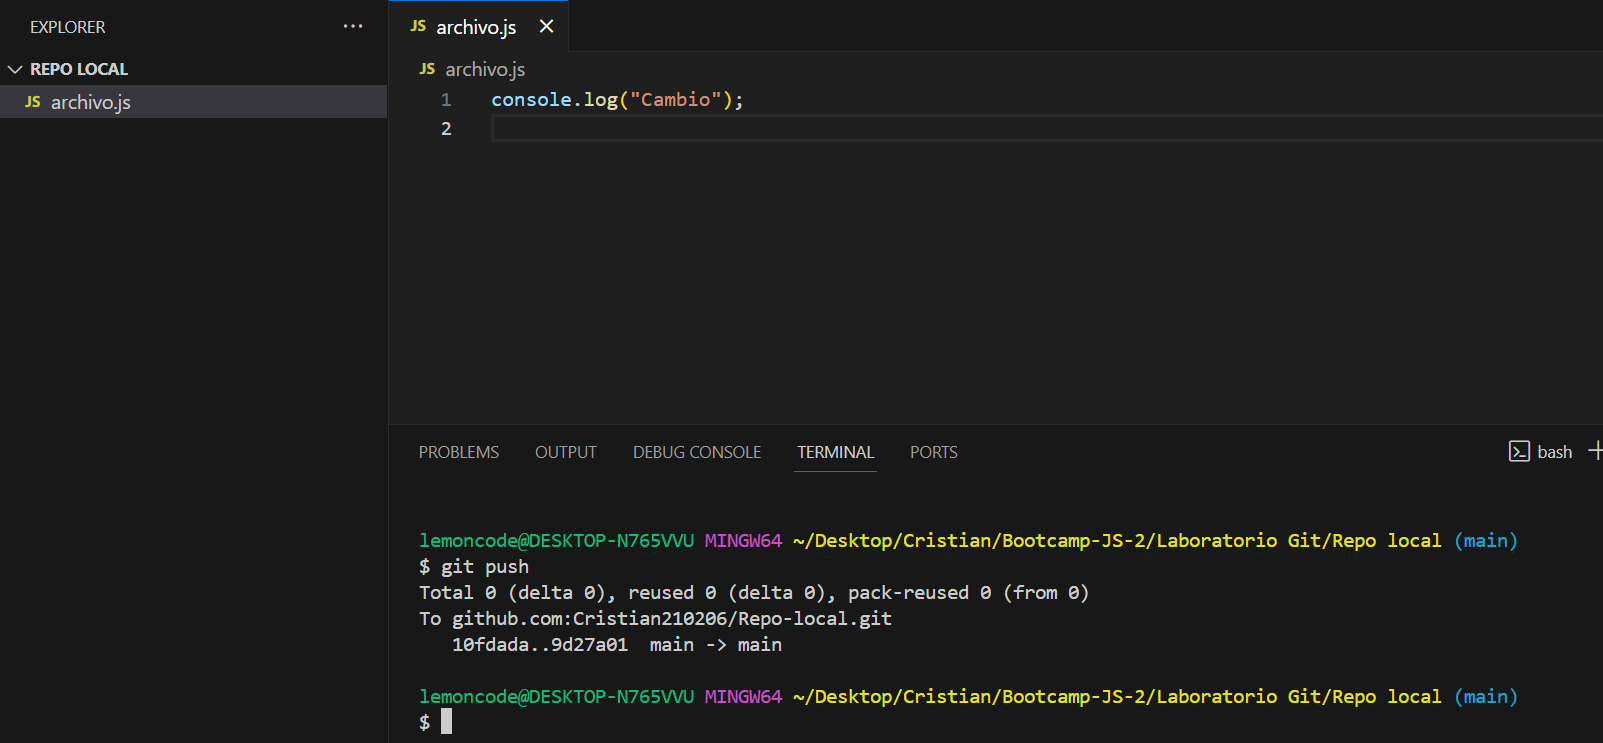 EXPLORER
REPO LOCAL
JS archivo.js
JS archivo.js
JS archivo.js
1 console.log("Cambio");
2
PROBLEMS OUTPUT DEBUG CONSOLE TERMINAL PORTS bash
lemoncode@DESKTOP-N765VVU MINGW64 ~/Desktop/Cristian/Bootcamp-JS-2/Laboratorio Git/Repo local (main)
$ git push
Total 0 (delta 0), reused 0 (delta 0), pack-reused 0 (from 0)
To github.com:Cristian210206/Repo-local.git
10fdada..9d27a01 main -> main
lemoncode@DESKTOP-N765VVU MINGW64 ~/Desktop/Cristian/Bootcamp-JS-2/Laboratorio Git/Repo local (main)
$